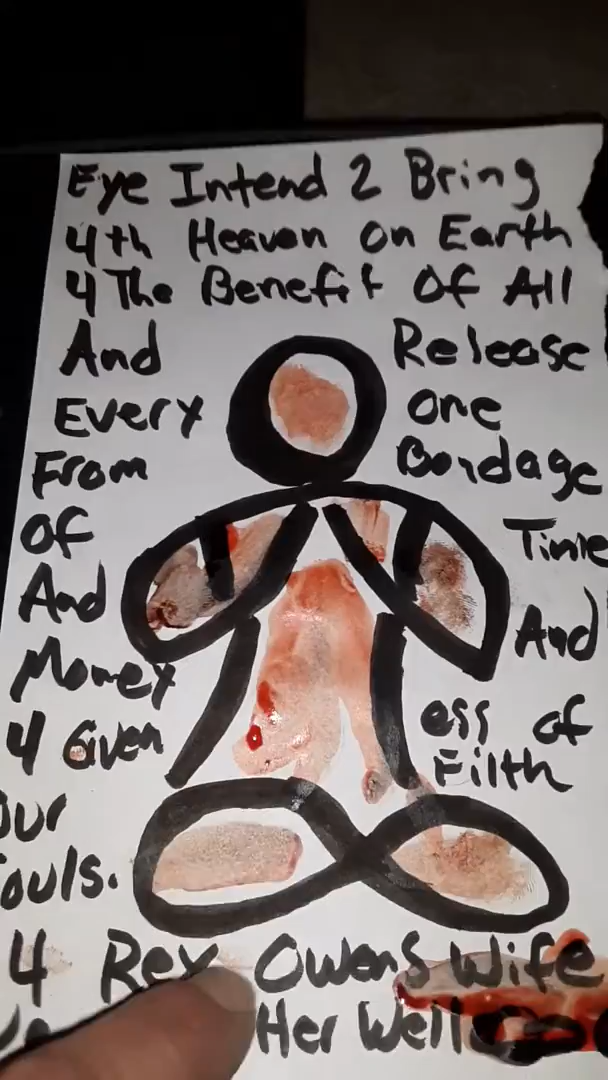 Eye Intend 2 Bring
4th Heaven On Earth
4 The Benefit Of All
And Release
Every One
From Bondage
Of Time
And And
Money
4 Given ess of
Our Filth
ouls.
4 Rex Owens Wife
Her Well